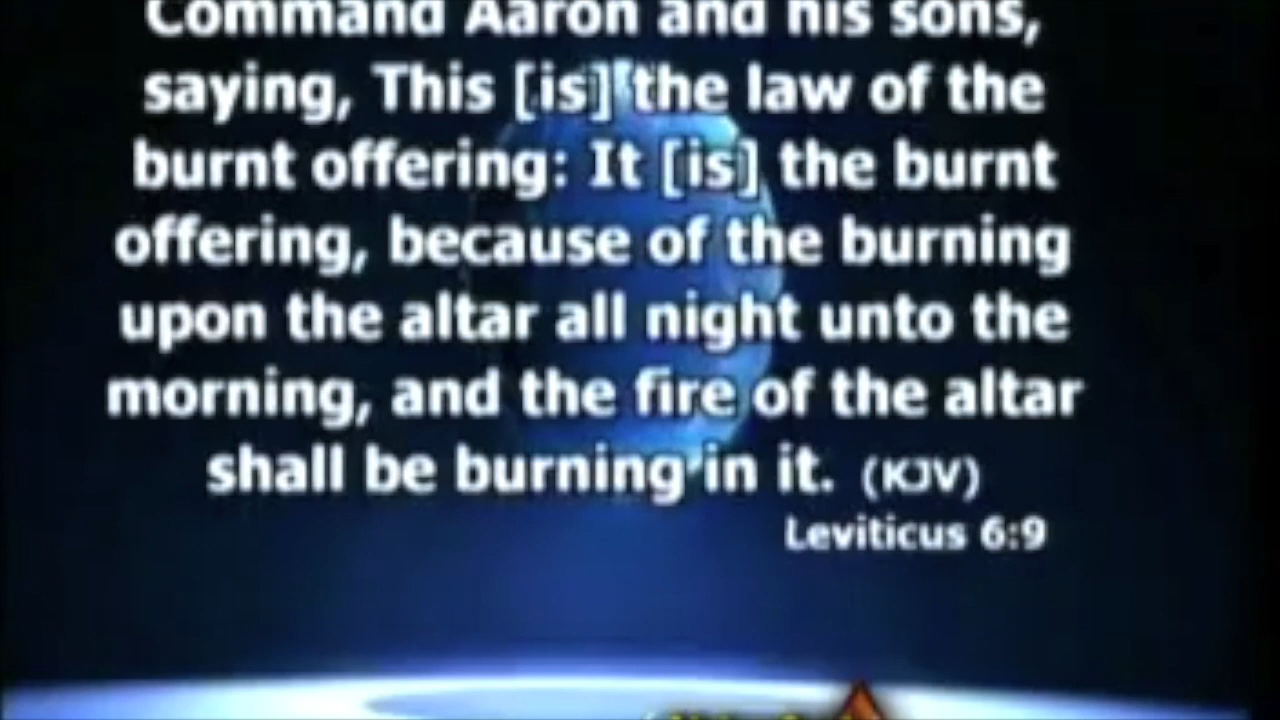 Command Aaron and his sons,
saying, This [is] the law of the
burnt offering: It [is] the burnt
offering, because of the burning
upon the altar all night unto the
morning, and the fire of the altar
shall be burning in it. (KJV)
Leviticus 6:9